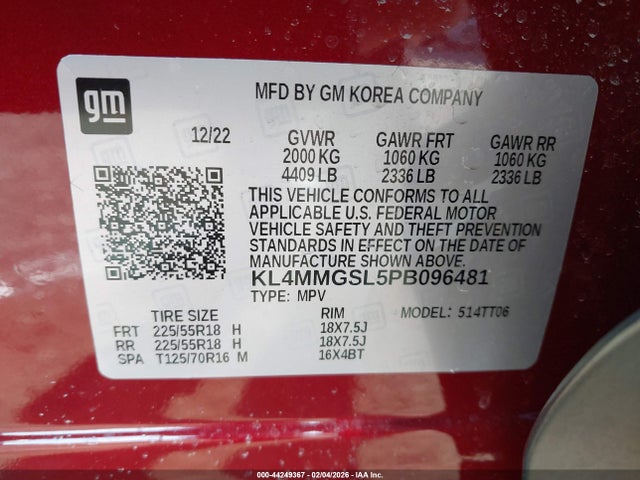 gm
MFD BY GM KOREA COMPANY
12/22 GVWR GAWR FRT GAWR RR
2000 KG 1060 KG 1060 KG
4409 LB 2336 LB 2336 LB
THIS VEHICLE CONFORMS TO ALL
APPLICABLE U.S. FEDERAL MOTOR
VEHICLE SAFETY AND THEFT PREVENTION
STANDARDS IN EFFECT ON THE DATE OF
MANUFACTURE SHOWN ABOVE.
KL4MMGSL5PB096481
TYPE: MPV
TIRE SIZE RIM MODEL: 514TT06
FRT 225/55R18 H 18X7.5J
RR 225/55R18 H 18X7.5J
SPA T125/70R16 M 16X4BT
000-44249367 - 02/04/2026 - IAA Inc.